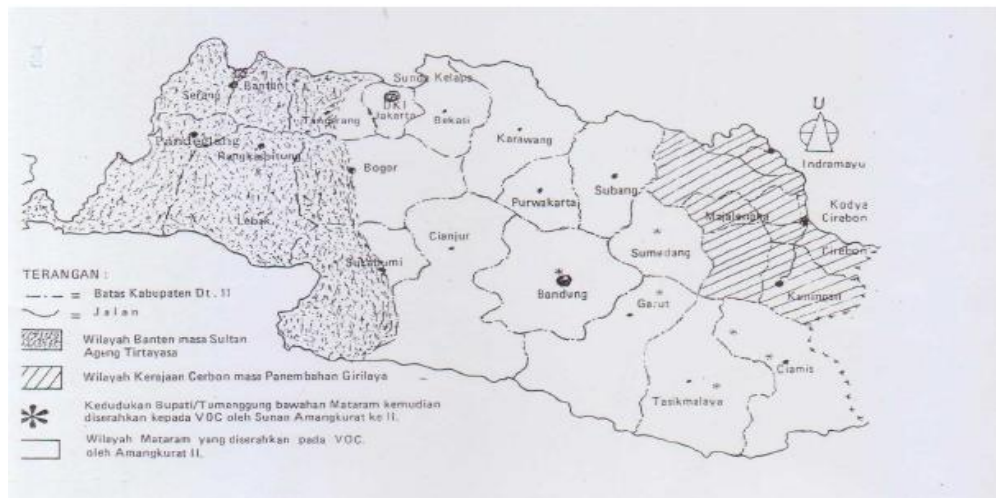 Sunda Kelapa
Banten
Serang
DKI
Jakarta
Tangerang
Bekasi
U
Karawang
Pandeglang
Rangkasbitung
Bogor
Indramayu
Subang
Purwakarta
Kodya
Cirebon
Majalengka
Lebak
Cianjur
Sumedang
Cirebon
Sukabumi
TERANGAN :
Bandung
Kuningan
Garut
= Batas Kabupaten Dt. II
= Jalan
Wilayah Banten masa Sultan
Ageng Tirtayasa
Ciamis
Wilayah Kerajaan Cerbon masa Panembahan Girilaya
Tasikmalaya
Kedudukan Bupati/Tumenggung bawahan Mataram kemudian
diserahkan kepada VOC oleh Sunan Amangkurat ke II.
Wilayah Mataram yang diserahkan pada VOC.
oleh Amangkurat II.